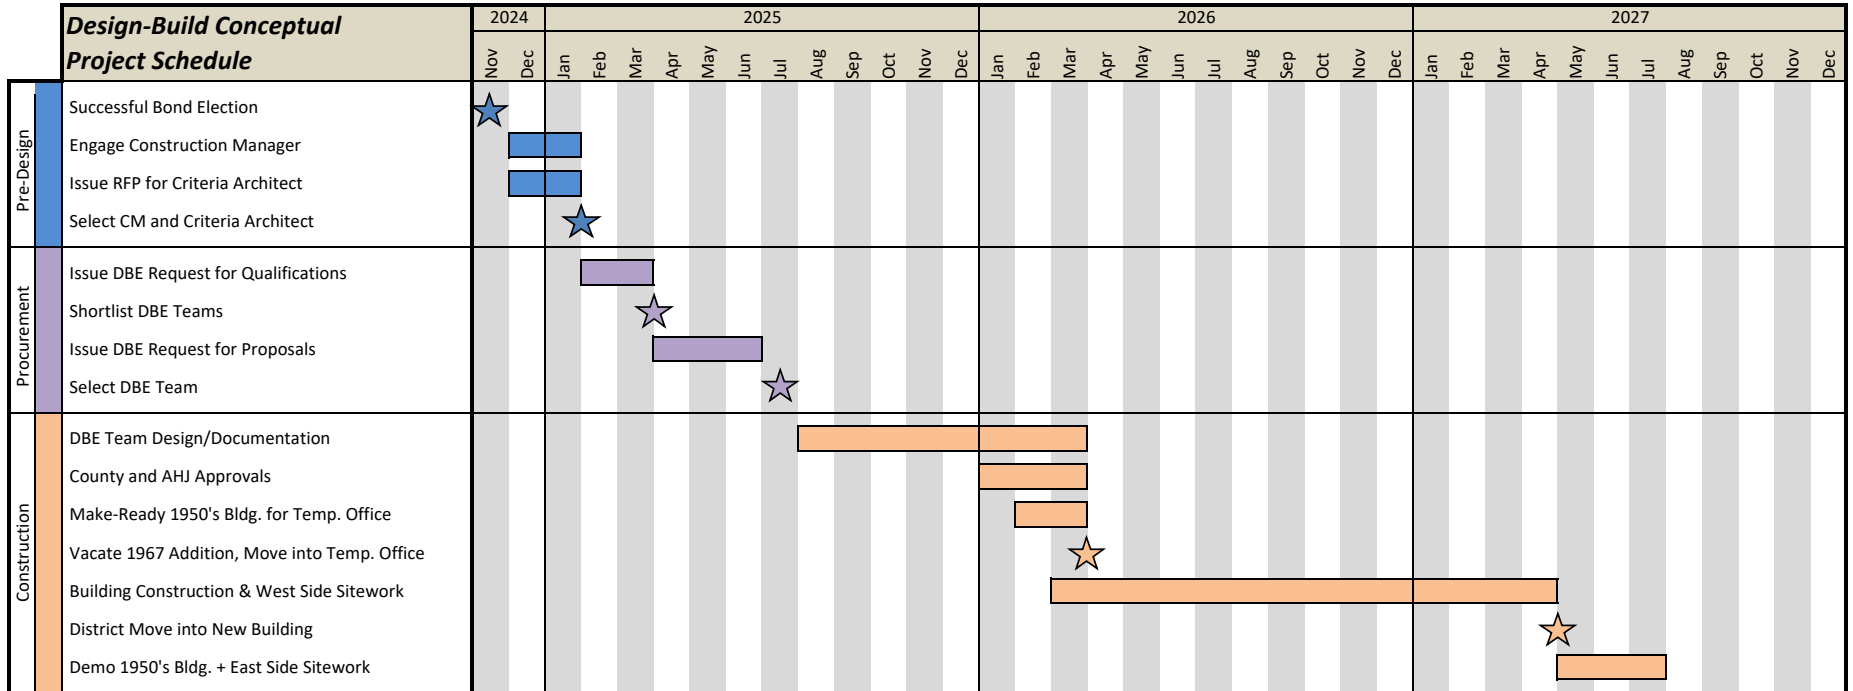 Design-Build Conceptual
Project Schedule
2024 2025 2026 2027
Nov Dec Jan Feb Mar Apr May Jun Jul Aug Sep Oct Nov Dec Jan Feb Mar Apr May Jun Jul Aug Sep Oct Nov Dec Jan Feb Mar Apr May Jun Jul Aug Sep Oct Nov Dec
Pre-Design
Successful Bond Election
Engage Construction Manager
Issue RFP for Criteria Architect
Select CM and Criteria Architect
Procurement
Issue DBE Request for Qualifications
Shortlist DBE Teams
Issue DBE Request for Proposals
Select DBE Team
Construction
DBE Team Design/Documentation
County and AHJ Approvals
Make-Ready 1950's Bldg. for Temp. Office
Vacate 1967 Addition, Move into Temp. Office
Building Construction & West Side Sitework
District Move into New Building
Demo 1950's Bldg. + East Side Sitework